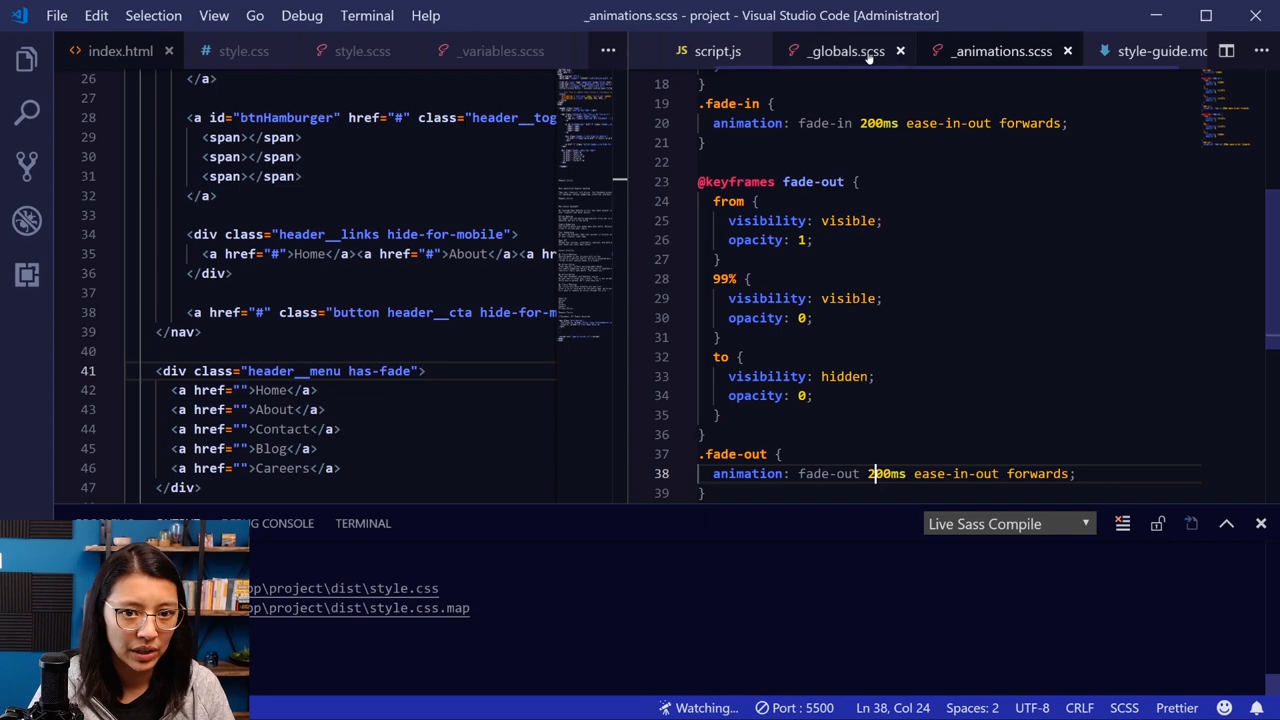 File Edit Selection View Go Debug Terminal Help
_animations.scss - project - Visual Studio Code [Administrator]
index.html
style.css
style.scss
_variables.scss
JS script.js
_globals.scss
_animations.scss
style-guide.mc
26 </a>
27
28 <a id="btnHamburger" href="#" class="header__tog
29 <span></span>
30 <span></span>
31 <span></span>
32 </a>
33
34 <div class="header__links hide-for-mobile">
35 <a href="#">Home</a><a href="#">About</a><a hr
36 </div>
37
38 <a href="#" class="button header__cta hide-for-m
39 </nav>
40
41 <div class="header__menu has-fade">
42 <a href="">Home</a>
43 <a href="">About</a>
44 <a href="">Contact</a>
45 <a href="">Blog</a>
46 <a href="">Careers</a>
47 </div>
18 }
19 .fade-in {
20 animation: fade-in 200ms ease-in-out forwards;
21 }
22
23 @keyframes fade-out {
24 from {
25 visibility: visible;
26 opacity: 1;
27 }
28 99% {
29 visibility: visible;
30 opacity: 0;
31 }
32 to {
33 visibility: hidden;
34 opacity: 0;
35 }
36 }
37 .fade-out {
38 animation: fade-out 200ms ease-in-out forwards;
39 }
CONSOLE
TERMINAL
Live Sass Compile
op\project\dist\style.css
op\project\dist\style.css.map
Watching... Port : 5500 Ln 38, Col 24 Spaces: 2 UTF-8 CRLF SCSS Prettier